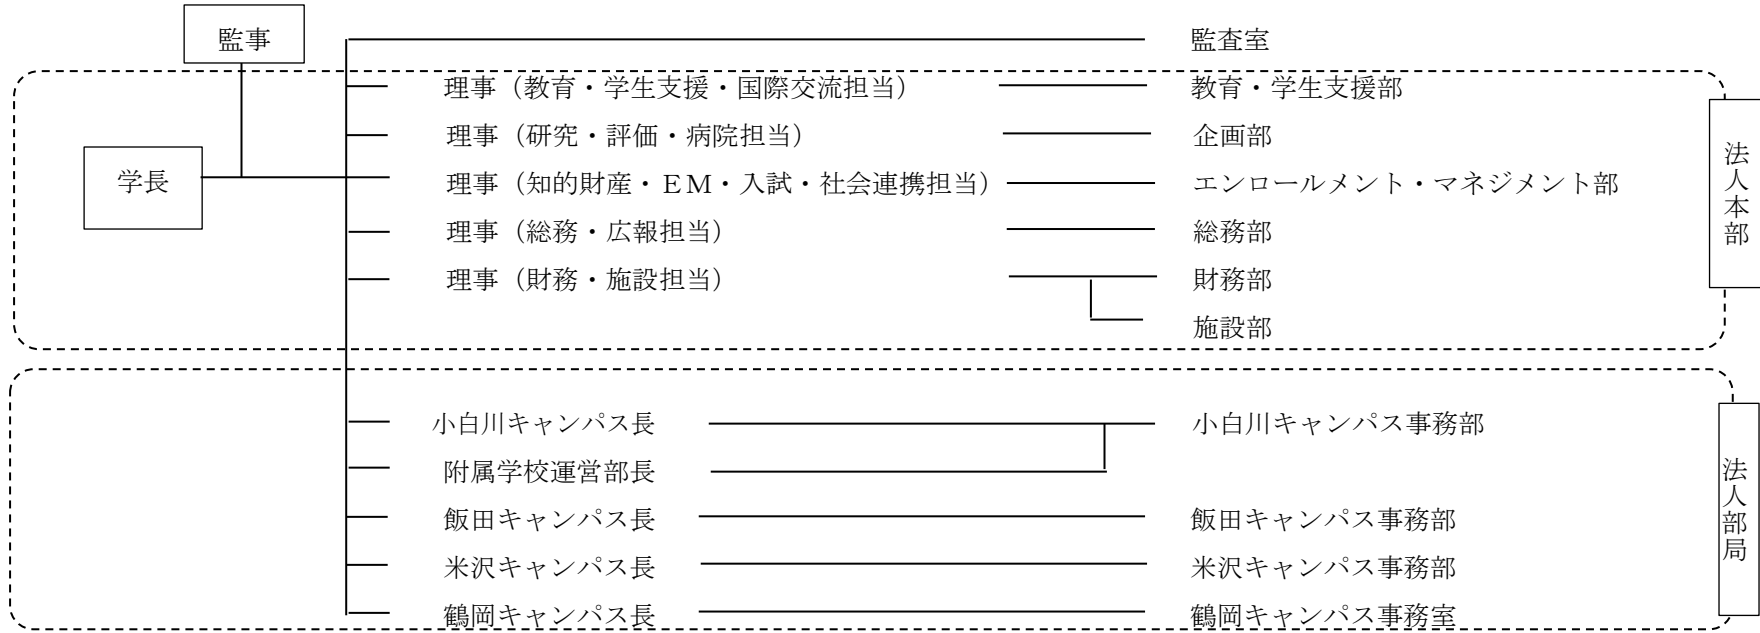 監事
監査室
理事（教育・学生支援・国際交流担当） 教育・学生支援部
理事（研究・評価・病院担当） 企画部
学長
理事（知的財産・ＥＭ・入試・社会連携担当） エンロールメント・マネジメント部
理事（総務・広報担当） 総務部
理事（財務・施設担当） 財務部
施設部
法人本部
小白川キャンパス長 小白川キャンパス事務部
附属学校運営部長
飯田キャンパス長 飯田キャンパス事務部
米沢キャンパス長 米沢キャンパス事務部
鶴岡キャンパス長 鶴岡キャンパス事務室
法人部局